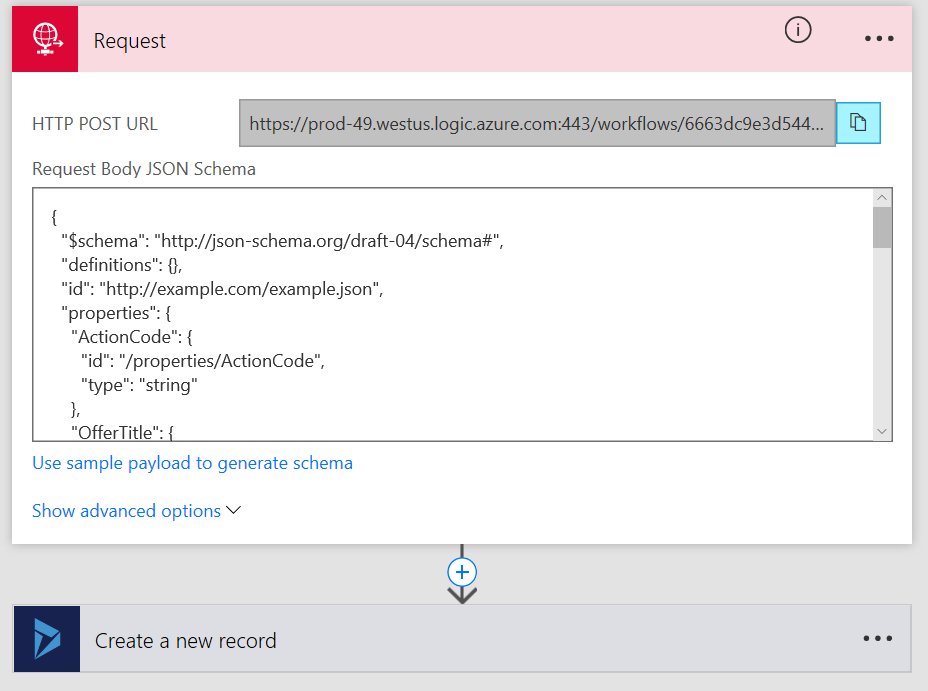 Request
HTTP POST URL
https://prod-49.westus.logic.azure.com:443/workflows/6663dc9e3d544...
Request Body JSON Schema
{
"$schema": "http://json-schema.org/draft-04/schema#",
"definitions": {},
"id": "http://example.com/example.json",
"properties": {
"ActionCode": {
"id": "/properties/ActionCode",
"type": "string"
},
"OfferTitle": {
Use sample payload to generate schema
Show advanced options
Create a new record